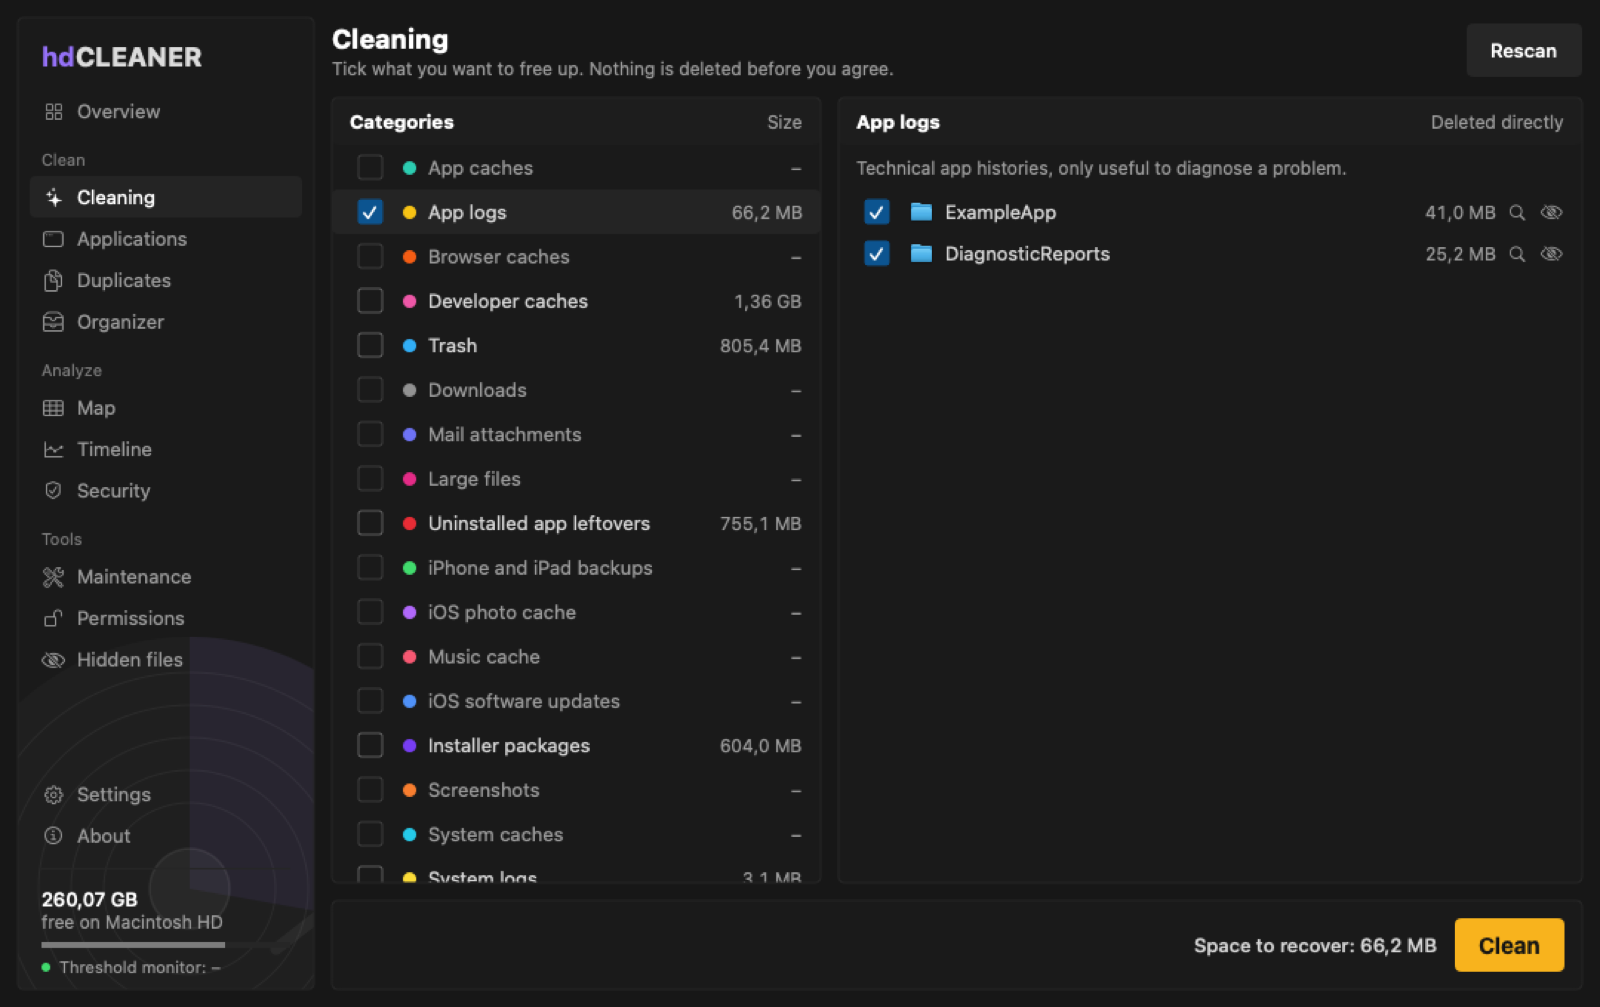 hdCLEANER
Overview
Clean
Cleaning
Applications
Duplicates
Organizer
Analyze
Map
Timeline
Security
Tools
Maintenance
Permissions
Hidden files
Settings
About
260,07 GB
free on Macintosh HD
Threshold monitor: –
Cleaning
Tick what you want to free up. Nothing is deleted before you agree.
Rescan
Categories Size
App caches –
App logs 66,2 MB
Browser caches –
Developer caches 1,36 GB
Trash 805,4 MB
Downloads –
Mail attachments –
Large files –
Uninstalled app leftovers 755,1 MB
iPhone and iPad backups –
iOS photo cache –
Music cache –
iOS software updates –
Installer packages 604,0 MB
Screenshots –
System caches –
System logs 3,1 MB
App logs Deleted directly
Technical app histories, only useful to diagnose a problem.
ExampleApp 41,0 MB
DiagnosticReports 25,2 MB
Space to recover: 66,2 MB
Clean